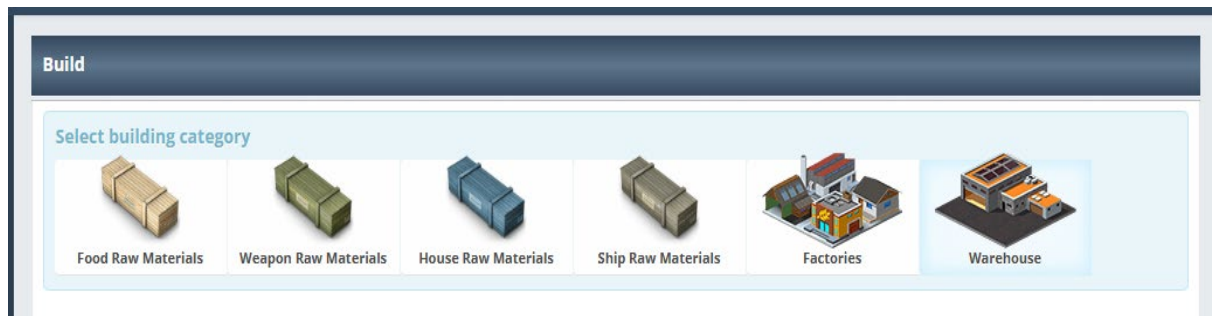 Build
Select building category
Food Raw Materials
Weapon Raw Materials
House Raw Materials
Ship Raw Materials
Factories
Warehouse